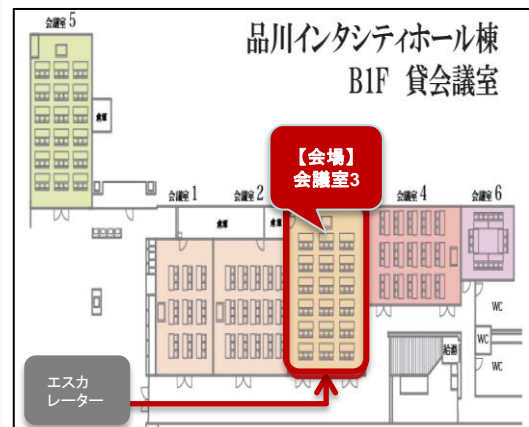 会議室 5
品川インタシティホール棟
B1F 貸会議室
倉庫
【会場】
会議室3
会議室 1
会議室 2
会議室 4
会議室 6
倉庫
倉庫
WC
WC
WC
給湯
エスカ
レーター